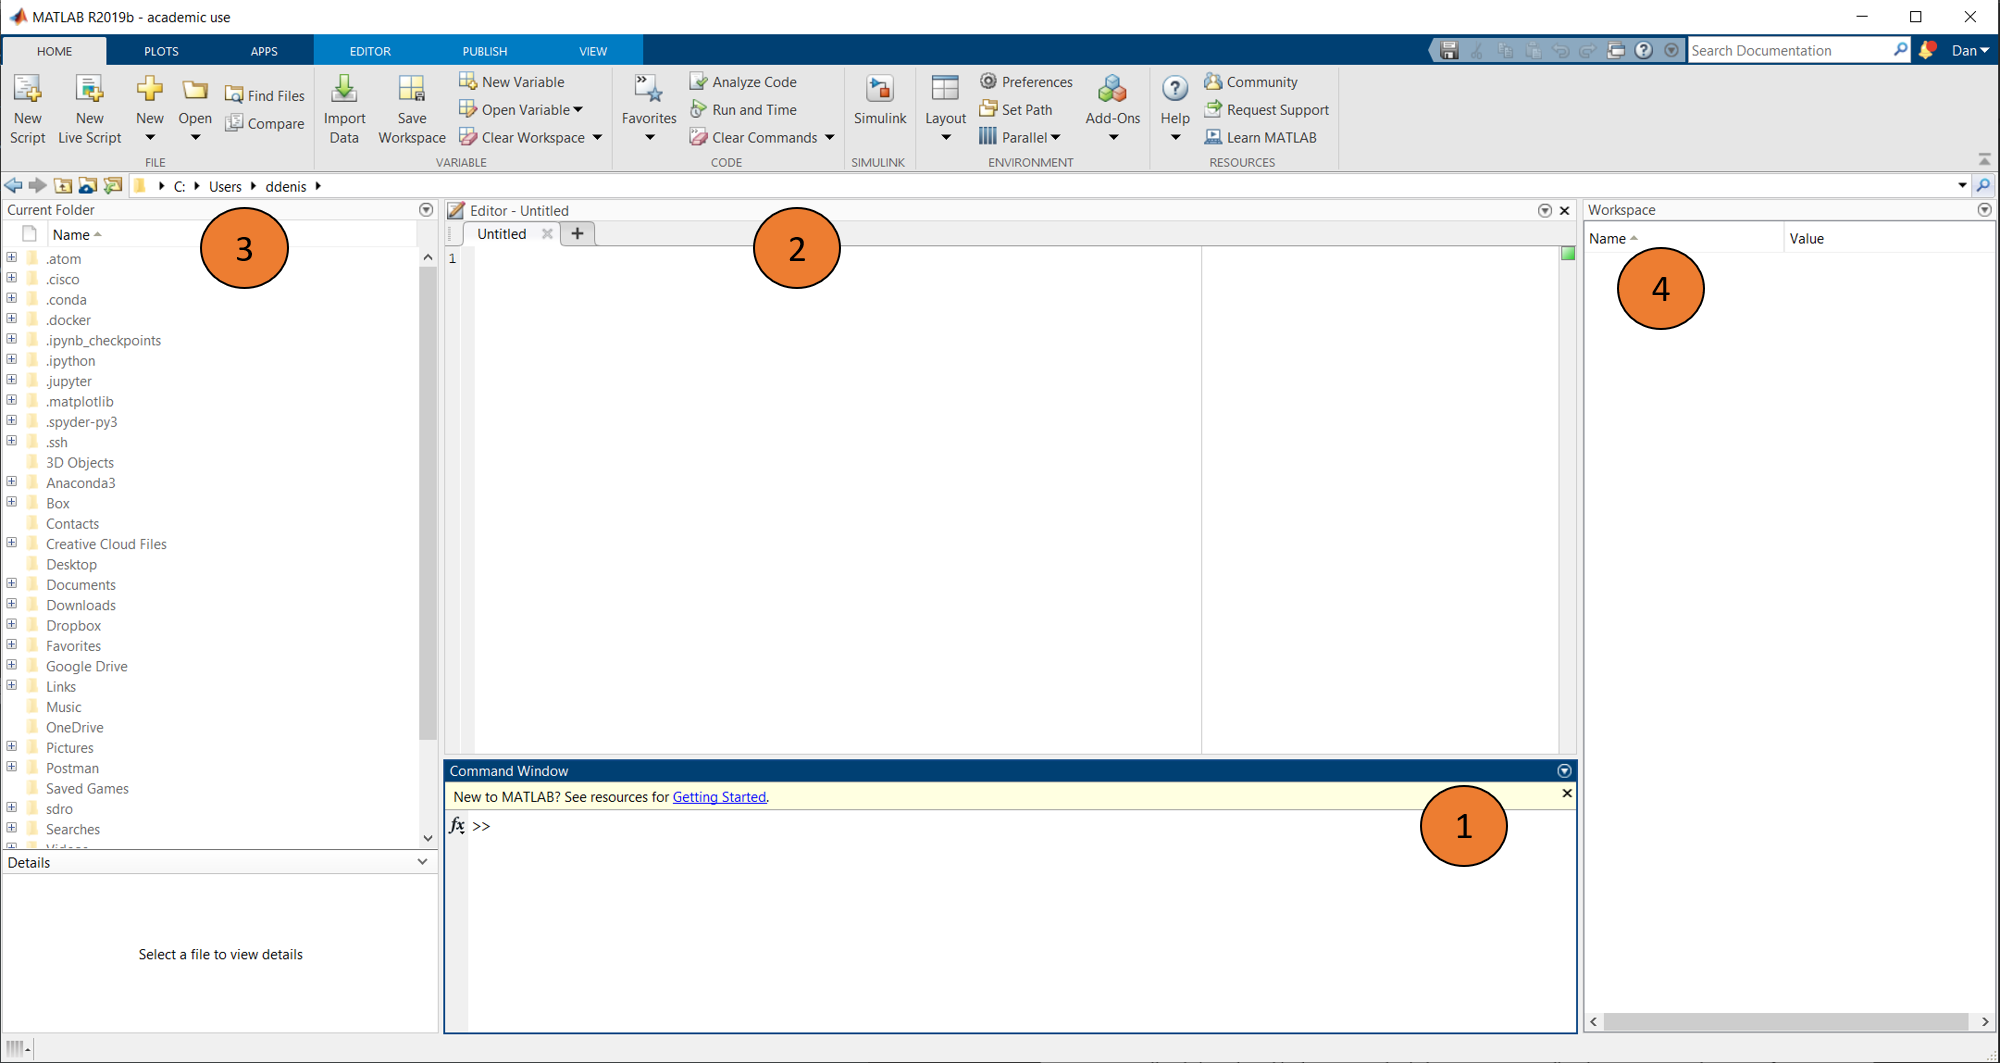 MATLAB R2019b - academic use
HOME PLOTS APPS EDITOR PUBLISH VIEW
Search Documentation
Dan
New Script
New Live Script
New
Open
Find Files
Compare
FILE
Import Data
Save Workspace
New Variable
Open Variable
Clear Workspace
VARIABLE
Favorites
Analyze Code
Run and Time
Clear Commands
CODE
Simulink
SIMULINK
Layout
Preferences
Set Path
Parallel
Add-Ons
ENVIRONMENT
Help
Community
Request Support
Learn MATLAB
RESOURCES
C: Users ddenis
Current Folder
Name
3
.atom
.cisco
.conda
.docker
.ipynb_checkpoints
.ipython
.jupyter
.matplotlib
.spyder-py3
.ssh
3D Objects
Anaconda3
Box
Contacts
Creative Cloud Files
Desktop
Documents
Downloads
Dropbox
Favorites
Google Drive
Links
Music
OneDrive
Pictures
Postman
Saved Games
sdro
Searches
Details
Select a file to view details
Editor - Untitled
Untitled
2
1
Command Window
New to MATLAB? See resources for Getting Started.
fx >>
1
Workspace
Name Value
4